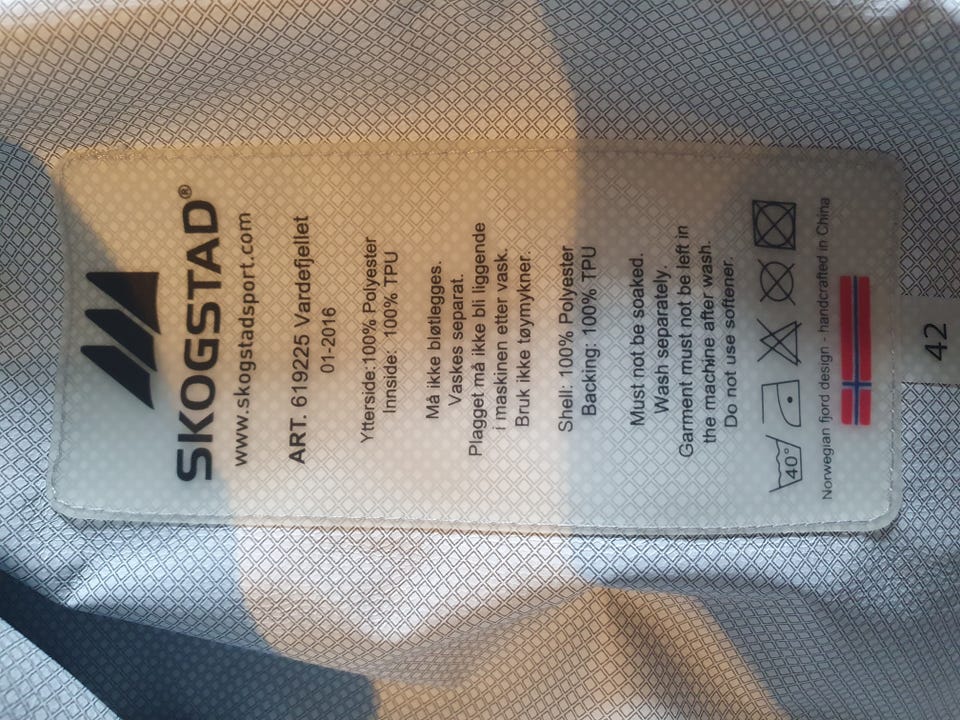 SKOGSTAD®
www.skogstadsport.com
ART. 619225 Vardefjellet
01-2016
Ytterside:100% Polyester
Innside: 100% TPU
Må ikke bløtlegges.
Vaskes separat.
Plagget må ikke bli liggende
i maskinen etter vask.
Bruk ikke tøymykner.
Shell: 100% Polyester
Backing: 100% TPU
Must not be soaked.
Wash separately.
Garment must not be left in
the machine after wash.
Do not use softener.
40°
Norwegian fjord design - handcrafted in China
42